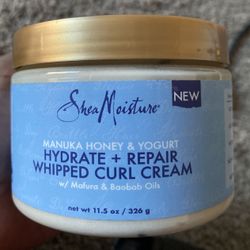 SheaMoisture®
NEW
MANUKA HONEY & YOGURT
HYDRATE + REPAIR
WHIPPED CURL CREAM
w/ Mafura & Baobab Oils
net wt 11.5 oz / 326 g